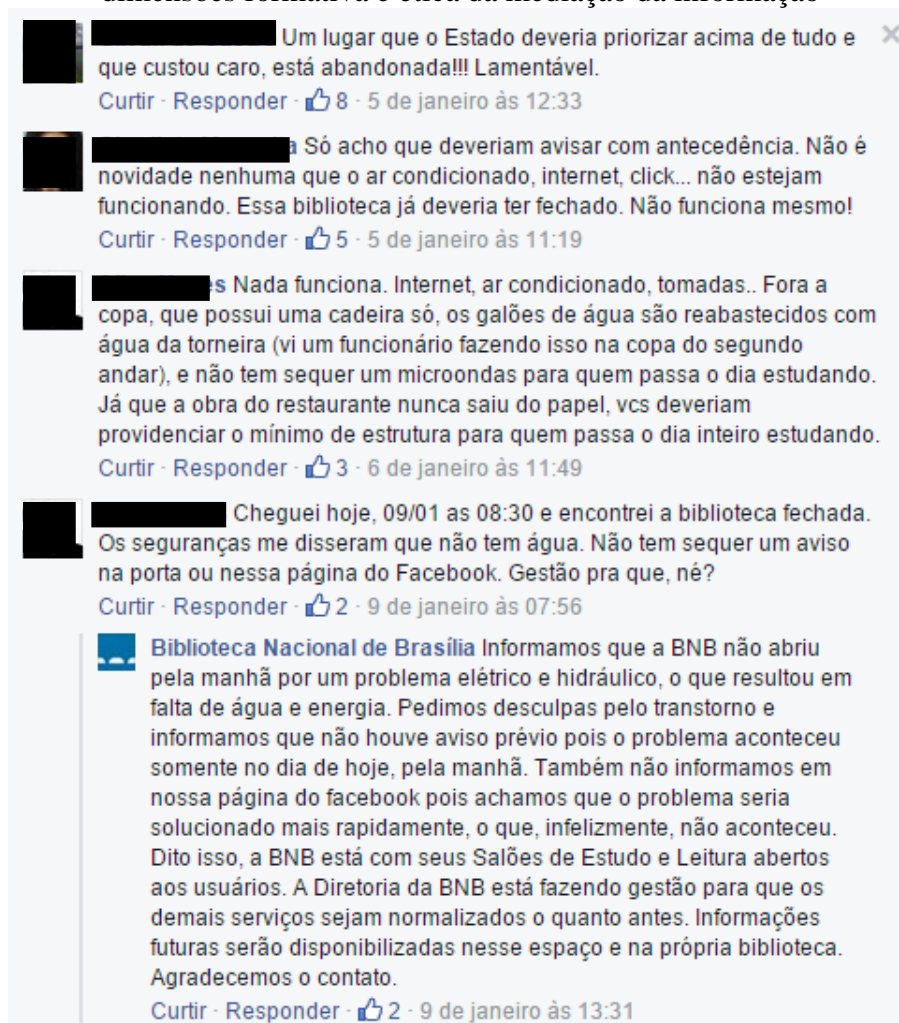 dimensões formativa e ética da mediação da informação
Um lugar que o Estado deveria priorizar acima de tudo e
que custou caro, está abandonada!!! Lamentável.
Curtir · Responder · 8 · 5 de janeiro às 12:33
a Só acho que deveriam avisar com antecedência. Não é
novidade nenhuma que o ar condicionado, internet, click... não estejam
funcionando. Essa biblioteca já deveria ter fechado. Não funciona mesmo!
Curtir · Responder · 5 · 5 de janeiro às 11:19
s Nada funciona. Internet, ar condicionado, tomadas.. Fora a
copa, que possui uma cadeira só, os galões de água são reabastecidos com
água da torneira (vi um funcionário fazendo isso na copa do segundo
andar), e não tem sequer um microondas para quem passa o dia estudando.
Já que a obra do restaurante nunca saiu do papel, vcs deveriam
providenciar o mínimo de estrutura para quem passa o dia inteiro estudando.
Curtir · Responder · 3 · 6 de janeiro às 11:49
Cheguei hoje, 09/01 as 08:30 e encontrei a biblioteca fechada.
Os seguranças me disseram que não tem água. Não tem sequer um aviso
na porta ou nessa página do Facebook. Gestão pra que, né?
Curtir · Responder · 2 · 9 de janeiro às 07:56
Biblioteca Nacional de Brasília Informamos que a BNB não abriu
pela manhã por um problema elétrico e hidráulico, o que resultou em
falta de água e energia. Pedimos desculpas pelo transtorno e
informamos que não houve aviso prévio pois o problema aconteceu
somente no dia de hoje, pela manhã. Também não informamos em
nossa página do facebook pois achamos que o problema seria
solucionado mais rapidamente, o que, infelizmente, não aconteceu.
Dito isso, a BNB está com seus Salões de Estudo e Leitura abertos
aos usuários. A Diretoria da BNB está fazendo gestão para que os
demais serviços sejam normalizados o quanto antes. Informações
futuras serão disponibilizadas nesse espaço e na própria biblioteca.
Agradecemos o contato.
Curtir · Responder · 2 · 9 de janeiro às 13:31